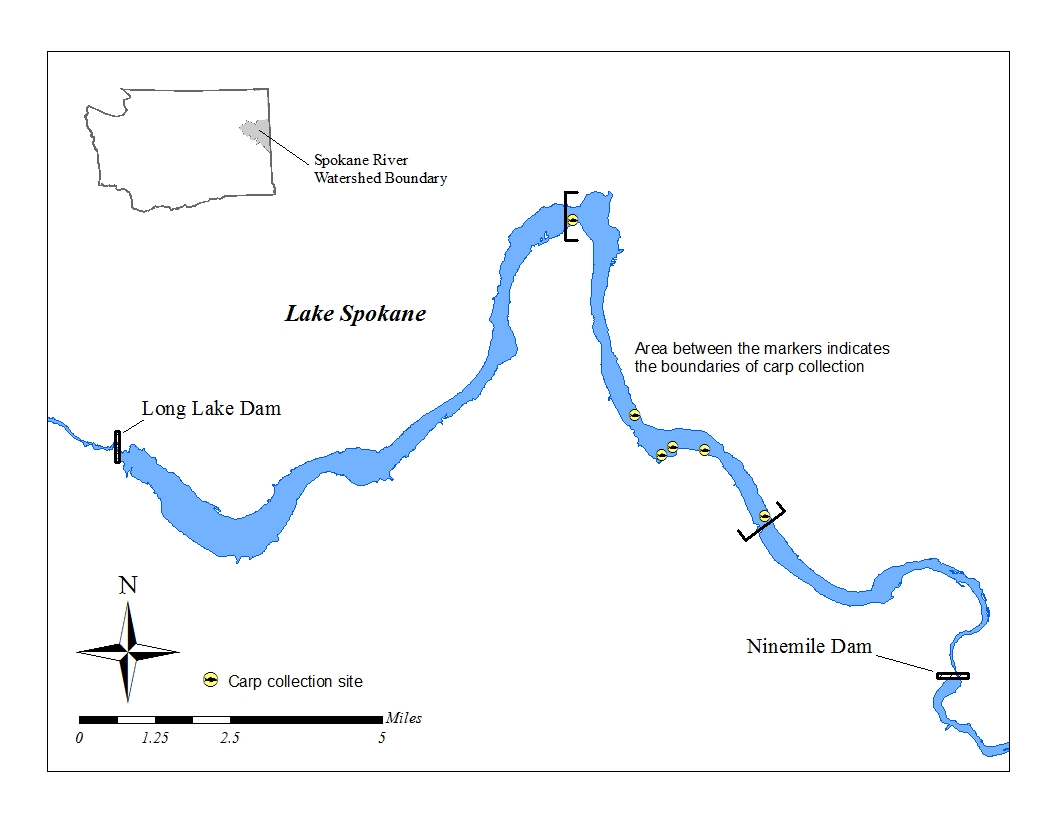 Spokane River
Watershed Boundary
Lake Spokane
Area between the markers indicates
the boundaries of carp collection
Long Lake Dam
N
Ninemile Dam
Carp collection site
Miles
0 1.25 2.5 5